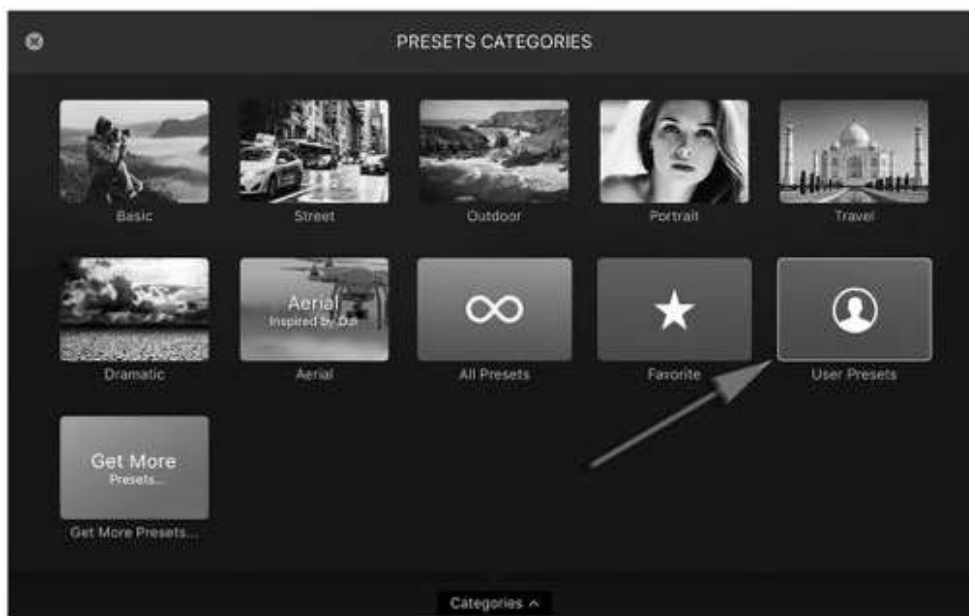 PRESETS CATEGORIES
Basic
Street
Outdoor
Portrait
Travel
Aerial
Inspired by DJI
Dramatic
Aerial
All Presets
Favorite
User Presets
Get More
Presets...
Get More Presets...
Categories